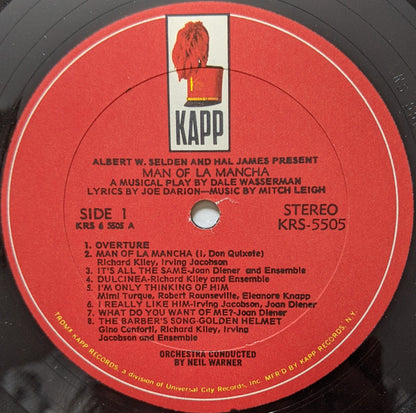 KAPP
ALBERT W. SELDEN AND HAL JAMES PRESENT
MAN OF LA MANCHA
A MUSICAL PLAY BY DALE WASSERMAN
LYRICS BY JOE DARION—MUSIC BY MITCH LEIGH
SIDE 1
KRS 6 5505 A
STEREO
KRS-5505
1. OVERTURE
2. MAN OF LA MANCHA (I, Don Quixote)
Richard Kiley, Irving Jacobson
3. IT'S ALL THE SAME-Joan Diener and Ensemble
4. DULCINEA-Richard Kiley and Ensemble
5. I'M ONLY THINKING OF HIM
Mimi Turque, Robert Rounseville, Eleanore Knapp
6. I REALLY LIKE HIM-Irving Jacobson, Joan Diener
7. WHAT DO YOU WANT OF ME?-Joan Diener
8. THE BARBER'S SONG-GOLDEN HELMET
Gino Conforti, Richard Kiley, Irving
Jacobson and Ensemble
ORCHESTRA CONDUCTED
BY NEIL WARNER
TRDMK KAPP RECORDS, a division of Universal City Records, Inc. MFR'D BY KAPP RECORDS, N.Y.